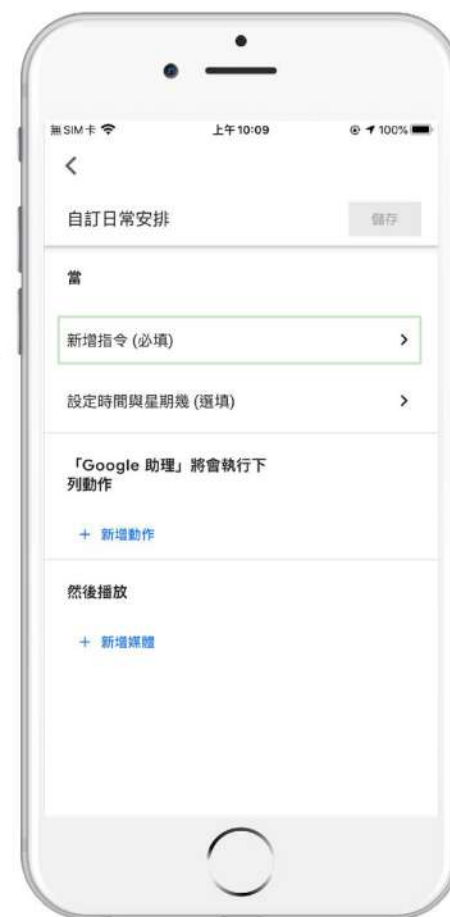 無SIM卡 上午10:09 100%
自訂日常安排 儲存
當
新增指令 (必填)
設定時間與星期幾 (選填)
「Google 助理」將會執行下
列動作
+ 新增動作
然後播放
+ 新增媒體